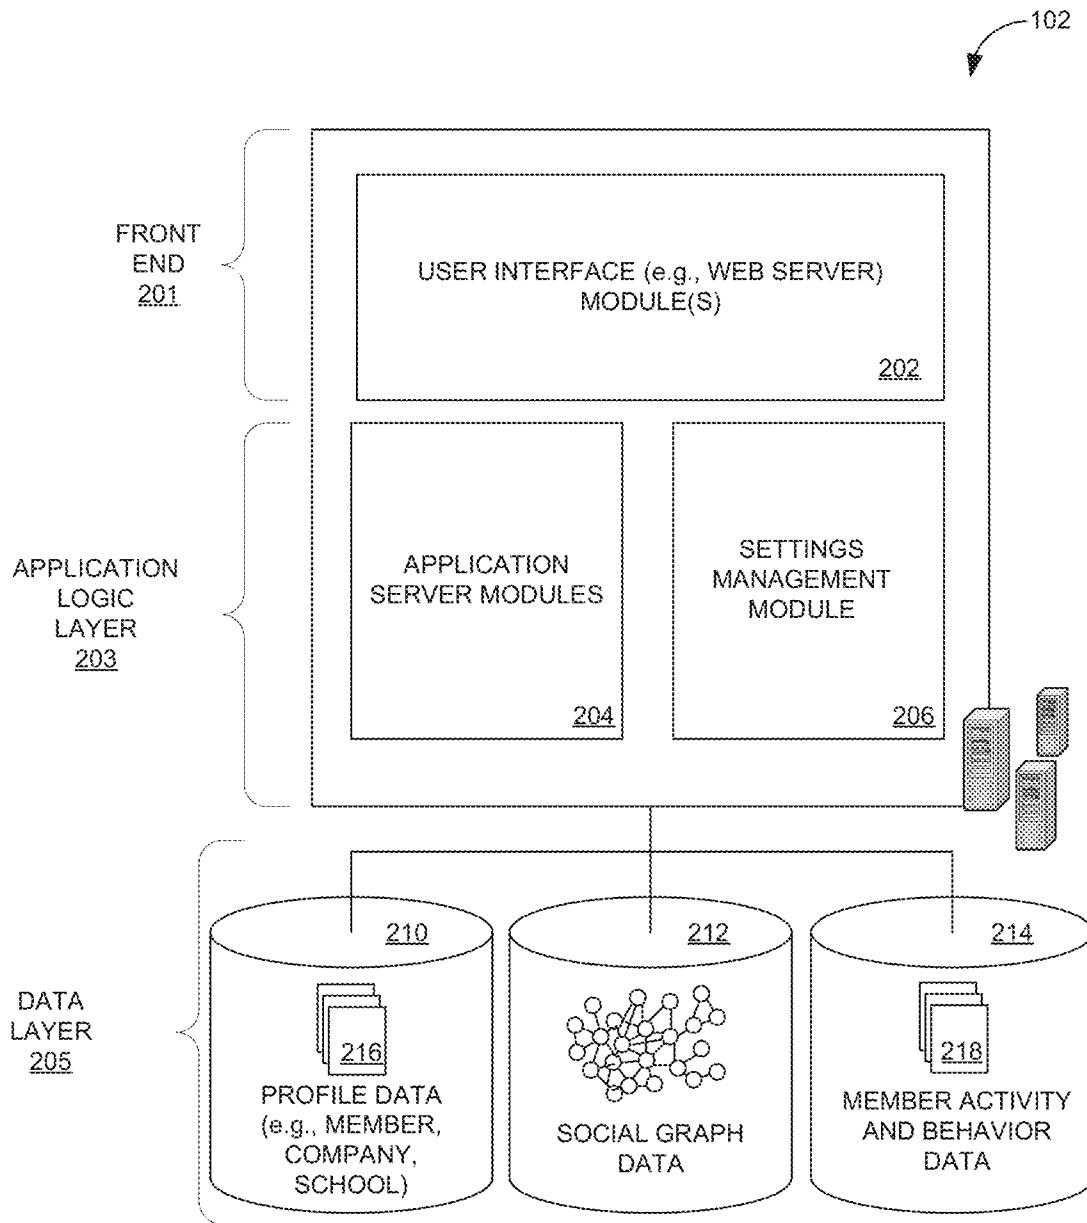 102
FRONT
END
201
USER INTERFACE (e.g., WEB SERVER)
MODULE(S)
202
APPLICATION
LOGIC
LAYER
203
APPLICATION
SERVER MODULES
204
SETTINGS
MANAGEMENT
MODULE
206
DATA
LAYER
205
210
216
PROFILE DATA
(e.g., MEMBER,
COMPANY,
SCHOOL)
212
SOCIAL GRAPH
DATA
214
218
MEMBER ACTIVITY
AND BEHAVIOR
DATA